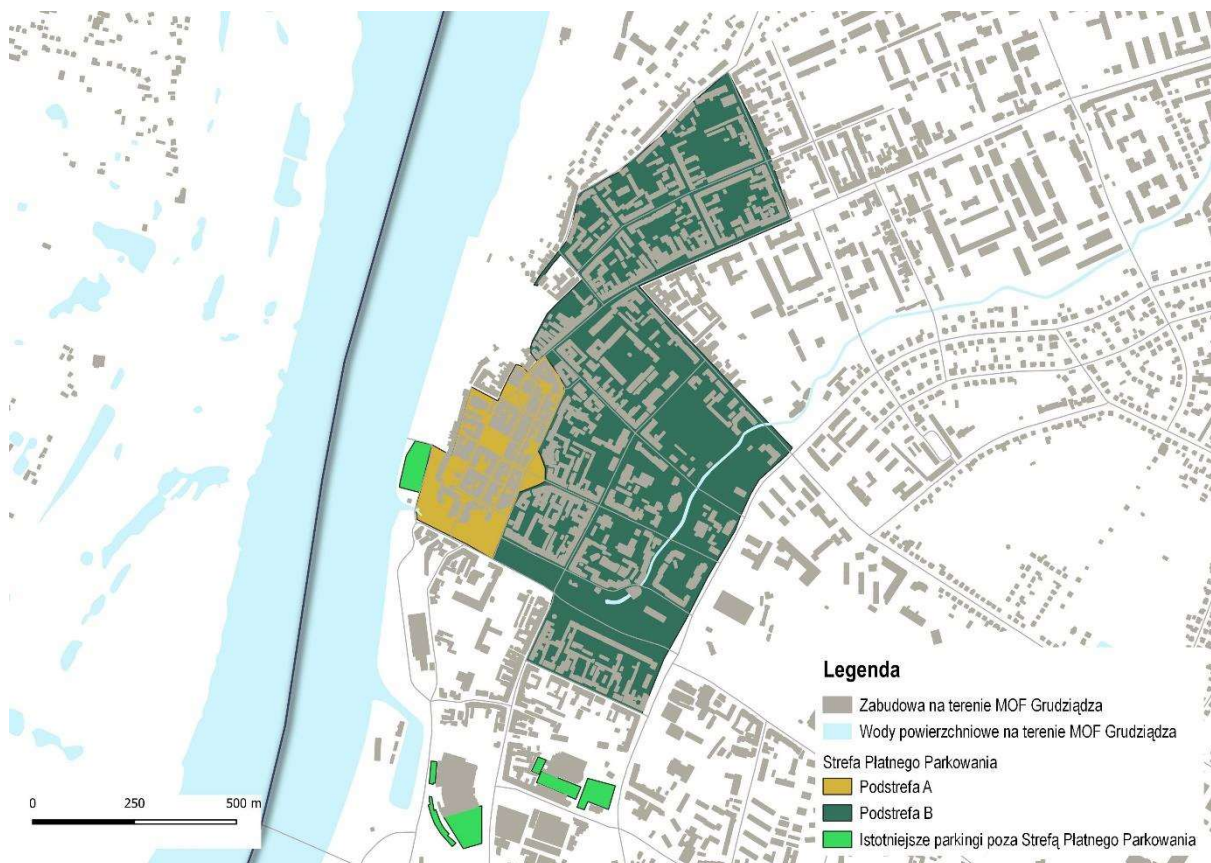 Legenda
Zabudowa na terenie MOF Grudziądza
Wody powierzchniowe na terenie MOF Grudziądza
Strefa Płatnego Parkowania
Podstrefa A
Podstrefa B
Istotniejsze parkingi poza Strefą Płatnego Parkowania
0 250 500 m